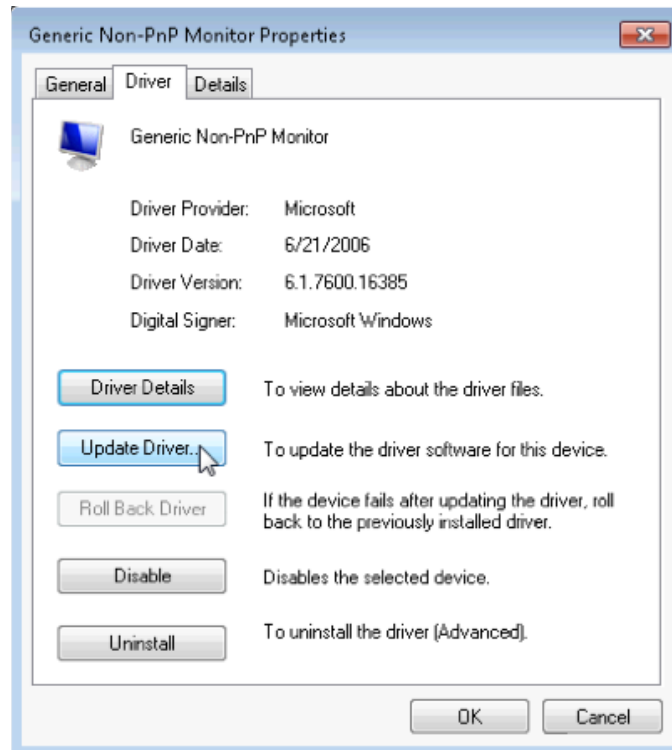 Generic Non-PnP Monitor Properties
General Driver Details
Generic Non-PnP Monitor
Driver Provider: Microsoft
Driver Date: 6/21/2006
Driver Version: 6.1.7600.16385
Digital Signer: Microsoft Windows
Driver Details To view details about the driver files.
Update Driver... To update the driver software for this device.
Roll Back Driver If the device fails after updating the driver, roll
back to the previously installed driver.
Disable Disables the selected device.
Uninstall To uninstall the driver (Advanced).
OK Cancel